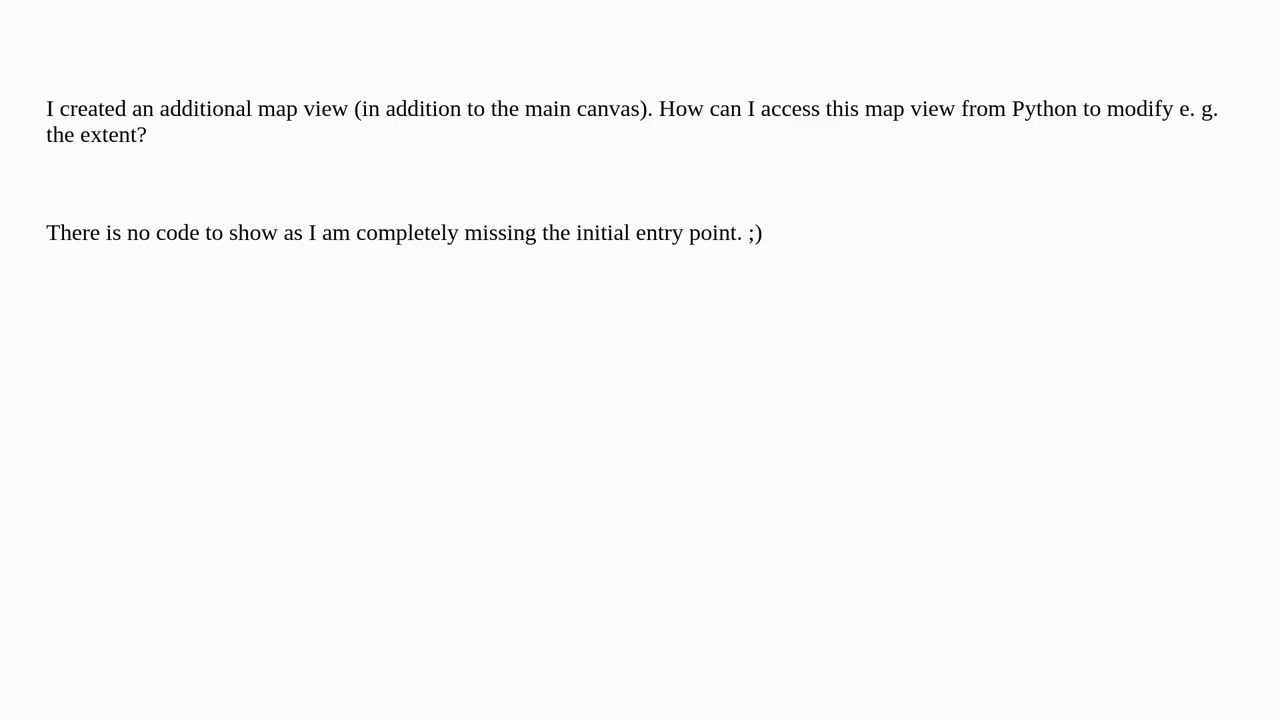 I created an additional map view (in addition to the main canvas). How can I access this map view from Python to modify e. g.
the extent?
There is no code to show as I am completely missing the initial entry point. ;)